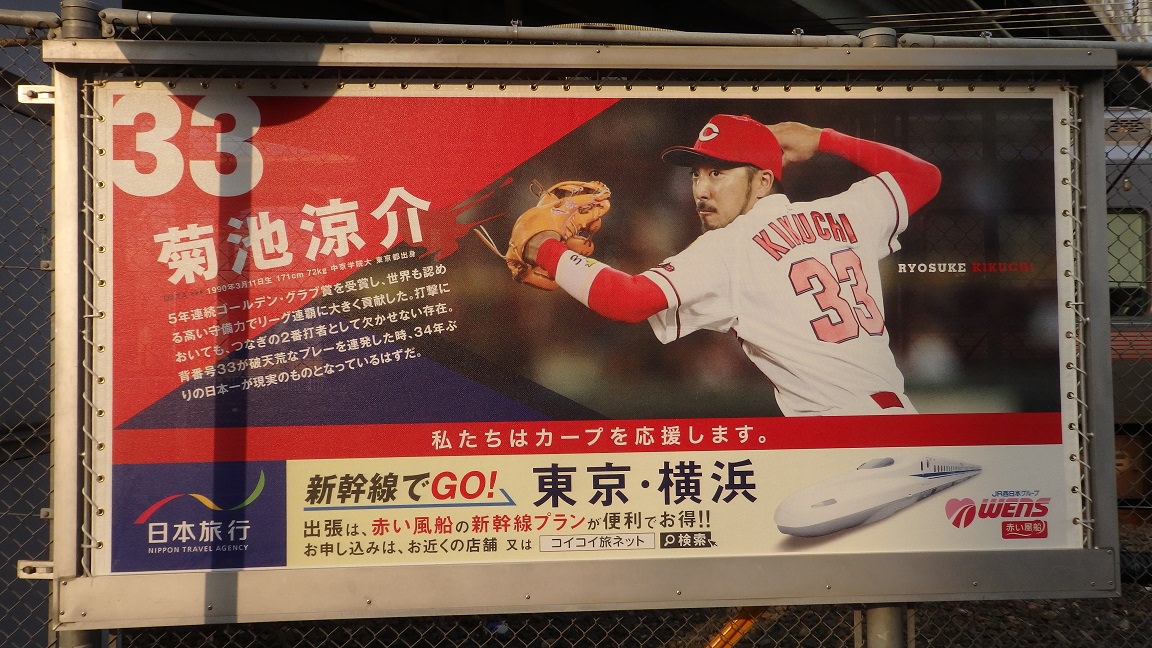 33
菊池涼介
1990年3月11日生 171cm 72kg 中京学院大 東京都出身
5年連続ゴールデン・グラブ賞を受賞し、世界も認め
る高い守備力でリーグ連覇に大きく貢献した。打撃に
おいても、つなぎの2番打者として欠かせない存在。
背番号33が破天荒なプレーを連発した時、34年ぶ
りの日本一が現実のものとなっているはずだ。
C
KIKUCHI
33
RYOSUKE KIKUCHI
私たちはカープを応援します。
日本旅行
NIPPON TRAVEL AGENCY
新幹線でGO! 東京・横浜
出張は、赤い風船の新幹線プランが便利でお得!!
お申し込みは、お近くの店舗 又は コイコイ旅ネット 検索
JR西日本グループ
WENS
赤い風船